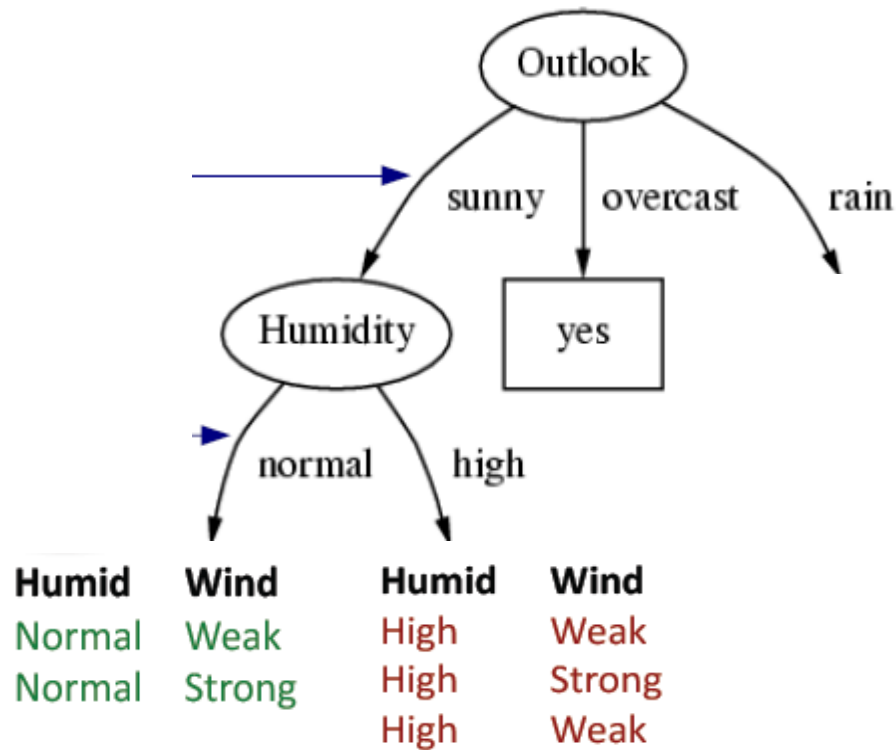 Outlook
sunny overcast rain
Humidity yes
normal high
Humid Wind Humid Wind
Normal Weak High Weak
Normal Strong High Strong
High Weak